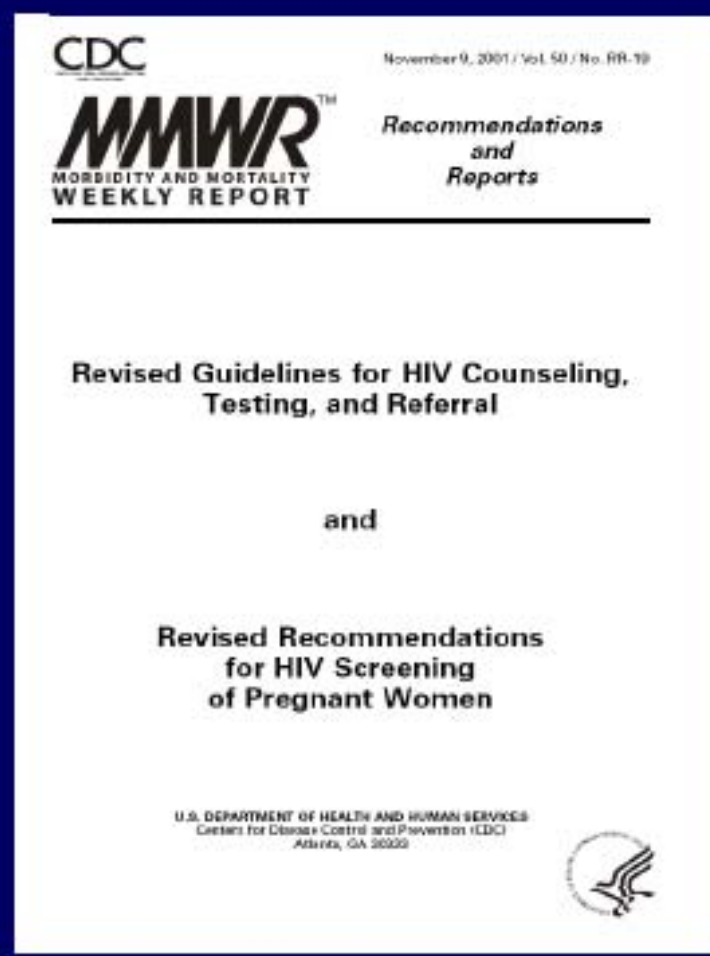 CDC
November 9, 2001 / Vol. 50 / No. RR-19
MMWR™
MORBIDITY AND MORTALITY
WEEKLY REPORT
Recommendations
and
Reports
Revised Guidelines for HIV Counseling,
Testing, and Referral
and
Revised Recommendations
for HIV Screening
of Pregnant Women
U.S. DEPARTMENT OF HEALTH AND HUMAN SERVICES
Centers for Disease Control and Prevention (CDC)
Atlanta, GA 30333